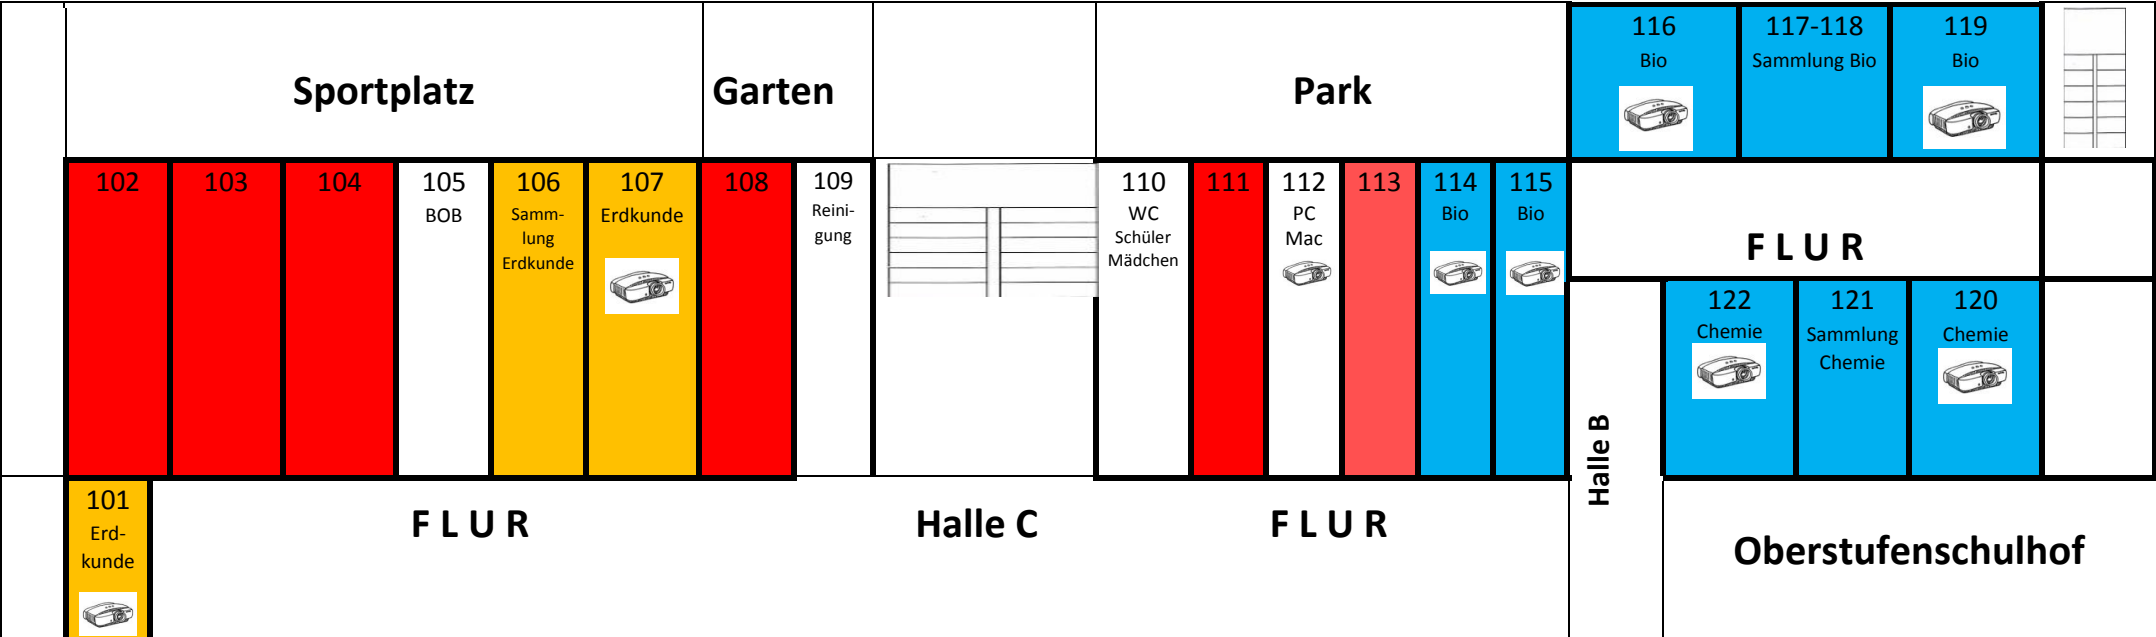 116
Bio
117-118
Sammlung Bio
119
Bio
Sportplatz
Garten
Park
102
103
104
105
BOB
106
Samm-
lung
Erdkunde
107
Erdkunde
108
109
Reini-
gung
110
WC
Schüler
Mädchen
111
112
PC
Mac
113
114
Bio
115
Bio
F L U R
122
Chemie
121
Sammlung
Chemie
120
Chemie
Halle B
101
Erd-
kunde
F L U R
Halle C
F L U R
Oberstufenschulhof